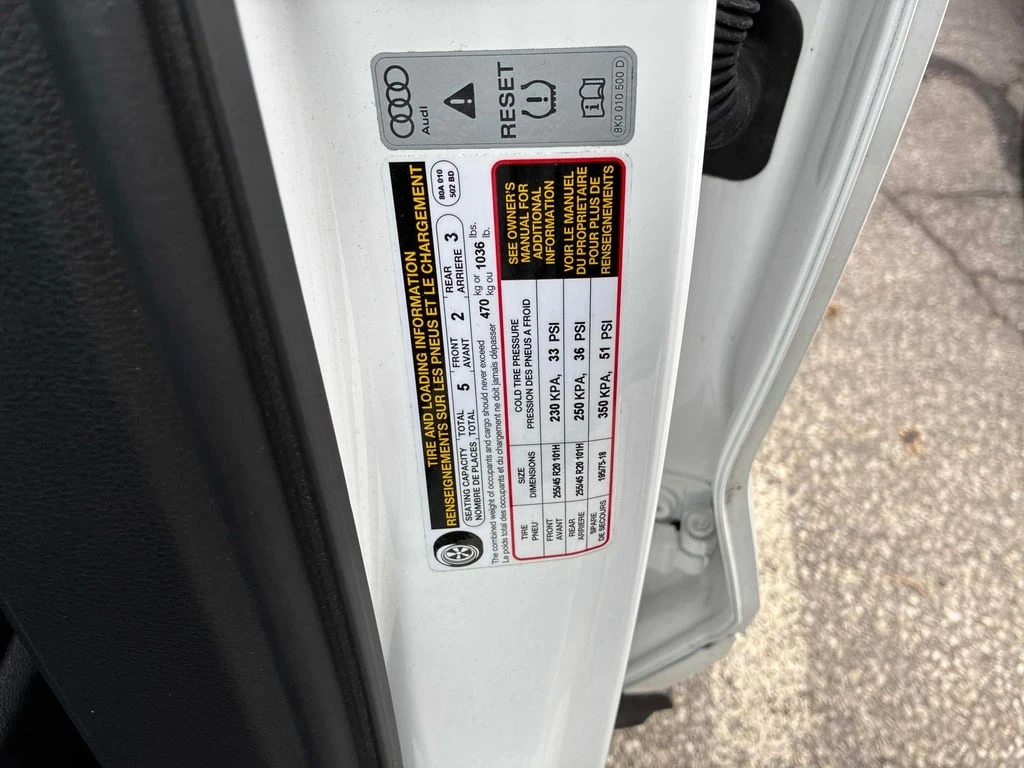 Audi
RESET
8K0 010 500 D
TIRE AND LOADING INFORMATION
RENSEIGNEMENTS SUR LES PNEUS ET LE CHARGEMENT
80A 010
502 BD
SEATING CAPACITY TOTAL 5 FRONT 2 REAR 3
NOMBRE DE PLACES TOTAL AVANT ARRIERE
The combined weight of occupants and cargo should never exceed 470 kg or 1036 lbs.
Le poids total des occupants et du chargement ne doit jamais dépasser kg ou lb.
TIRE SIZE COLD TIRE PRESSURE
PNEU DIMENSIONS PRESSION DES PNEUS A FROID
FRONT 255/45 R20 101H 230 KPA, 33 PSI
AVANT
REAR 255/45 R20 101H 250 KPA, 36 PSI
ARRIERE
SPARE 195/75-18 350 KPA, 51 PSI
DE SECOURS
SEE OWNER'S
MANUAL FOR
ADDITIONAL
INFORMATION
VOIR LE MANUEL
DU PROPRIETAIRE
POUR PLUS DE
RENSEIGNEMENTS